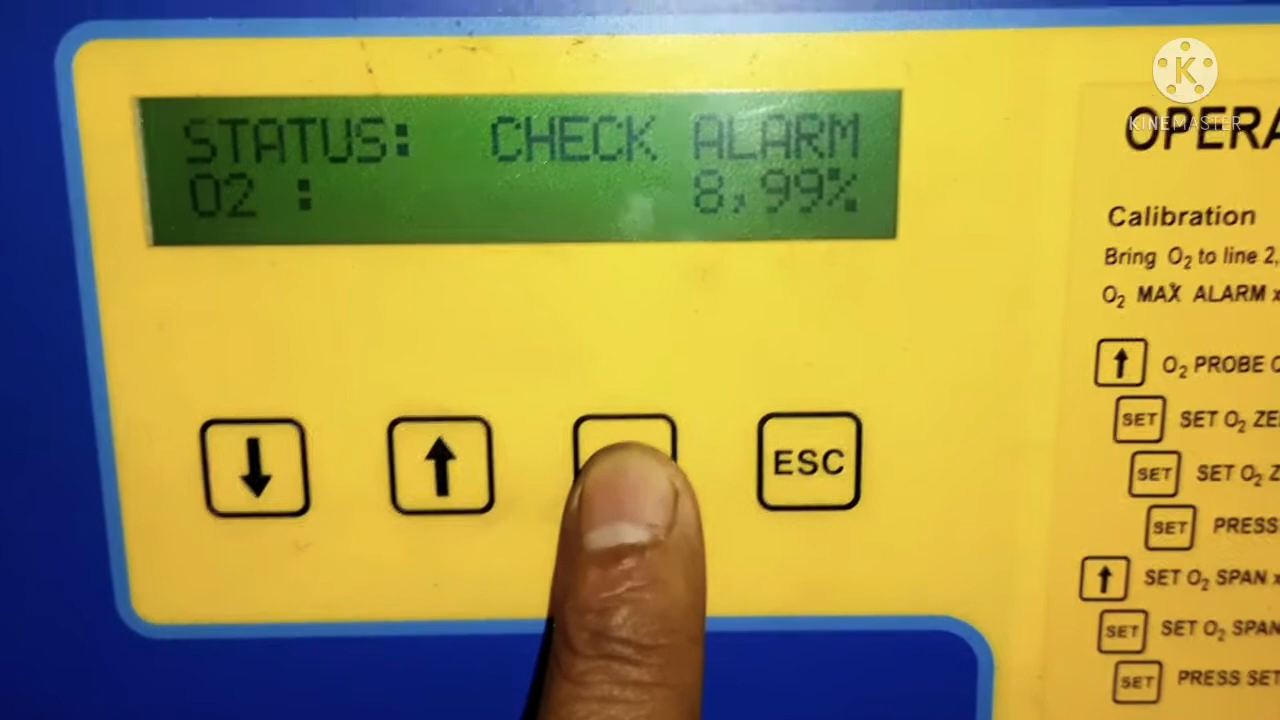 STATUS: CHECK ALARM
O2 : 8,99%
ESC
K
KINEMASTER
OPERA
Calibration
Bring O₂ to line 2,
O₂ MAX ALARM x
O₂ PROBE
SET SET O₂ ZE
SET SET O₂ Z
SET PRESS
SET O₂ SPAN x
SET SET O₂ SPAN
SET PRESS SET